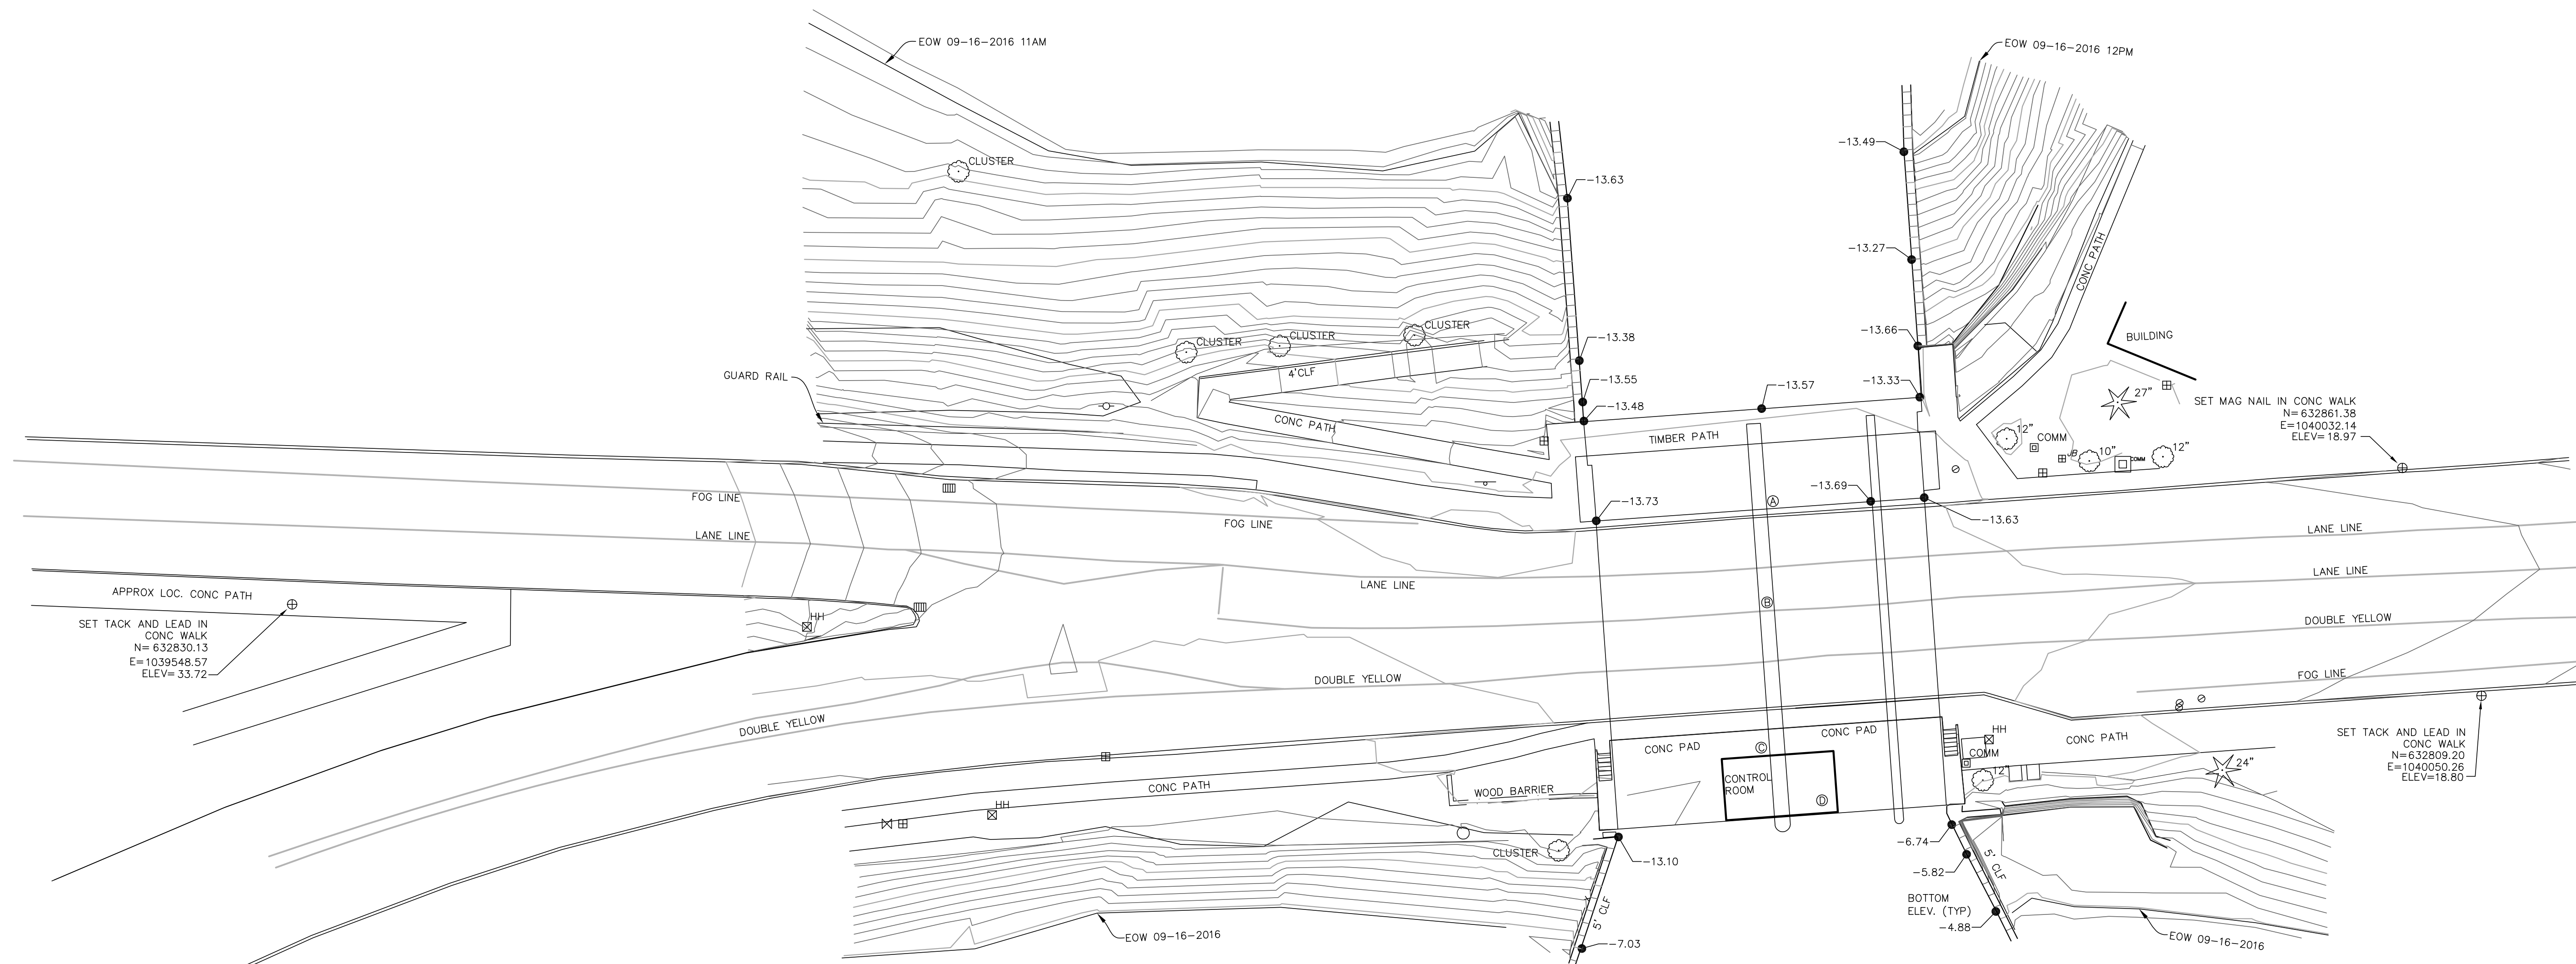 EOW 09-16-2016 11AM
EOW 09-16-2016 12PM
CLUSTER
-13.49
-13.63
-13.27
CONC PATH
-13.66
BUILDING
-13.38
CLUSTER
CLUSTER
CLUSTER
GUARD RAIL
4'CLF
-13.55
-13.57
-13.33
-13.48
27"
SET MAG NAIL IN CONC WALK
N= 632861.38
E=1040032.14
ELEV= 18.97
CONC PATH
TIMBER PATH
12"
COMM
JB
10"
COMM
12"
FOG LINE
-13.73
-13.69
A
-13.63
FOG LINE
LANE LINE
LANE LINE
LANE LINE
LANE LINE
APPROX LOC. CONC PATH
SET TACK AND LEAD IN
CONC WALK
N= 632830.13
E=1039548.57
ELEV= 33.72
HH
B
DOUBLE YELLOW
DOUBLE YELLOW
DOUBLE YELLOW
FOG LINE
CONC PAD
C
CONC PAD
HH
COMM
CONC PATH
SET TACK AND LEAD IN
CONC WALK
N=632809.20
E=1040050.26
ELEV=18.80
24"
12"
CONTROL
ROOM
D
CONC PATH
WOOD BARRIER
HH
CLUSTER
-13.10
-6.74
-5.82
5' CLF
BOTTOM
ELEV. (TYP)
-4.88
5' CLF
-7.03
EOW 09-16-2016
EOW 09-16-2016